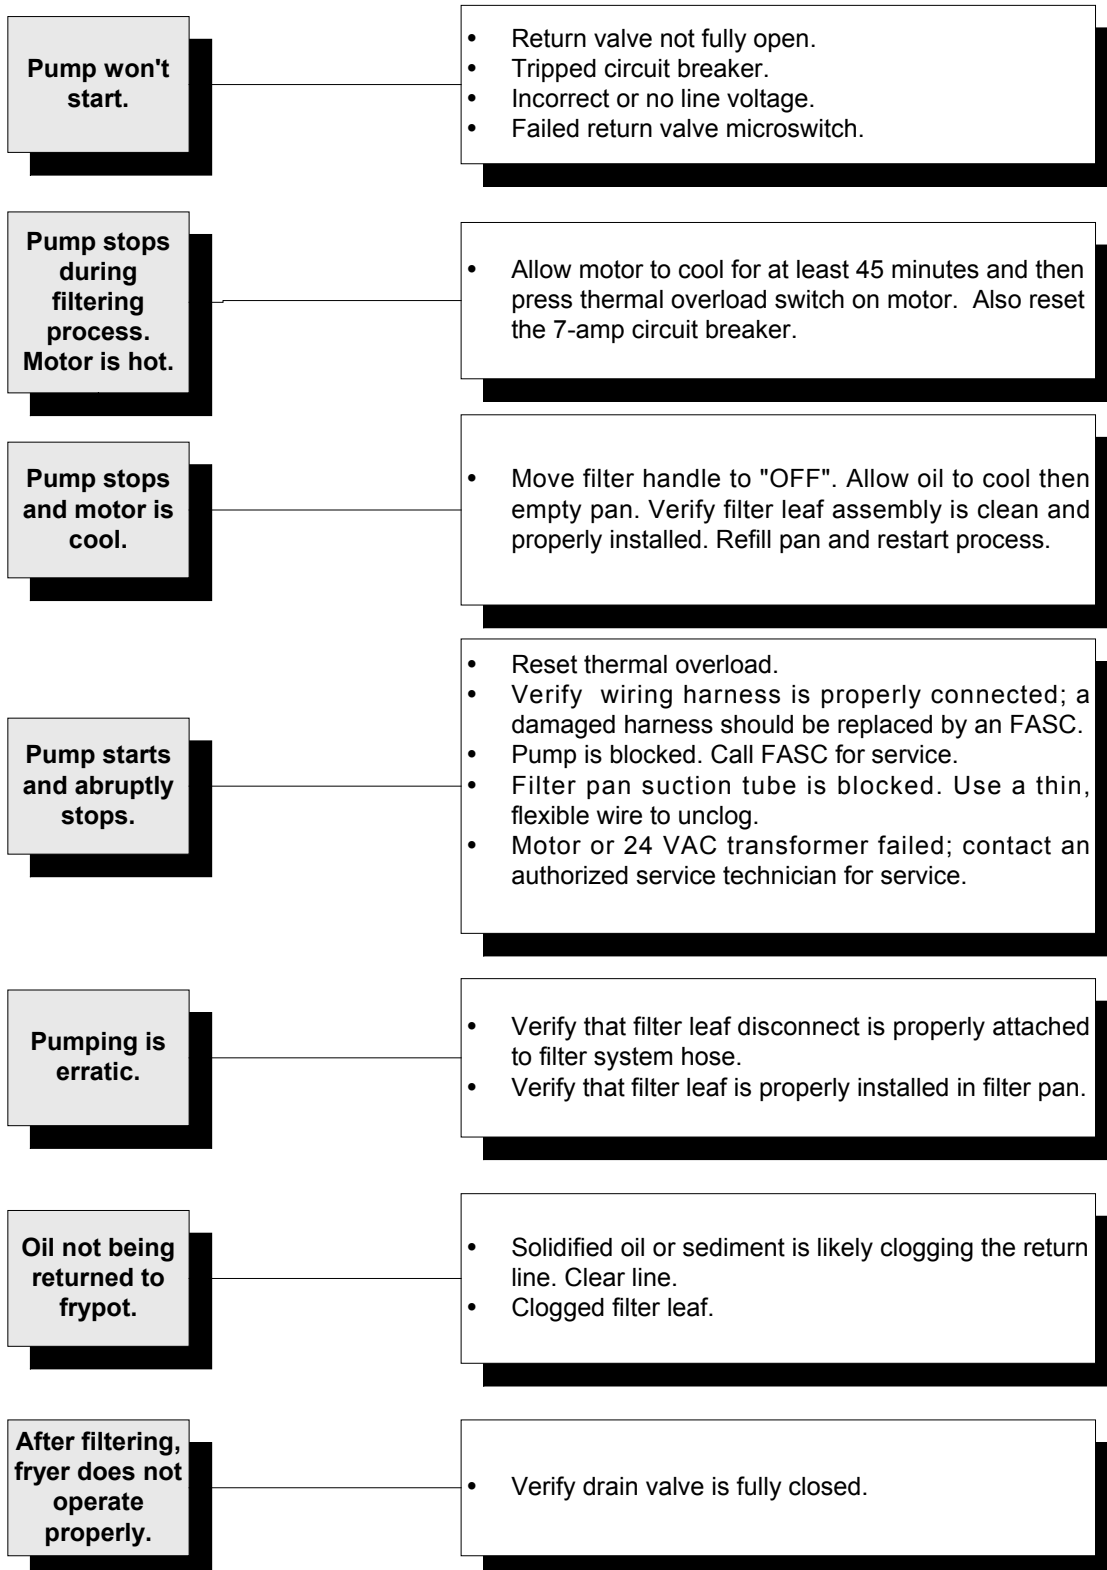 Pump won't
start.
• Return valve not fully open.
• Tripped circuit breaker.
• Incorrect or no line voltage.
• Failed return valve microswitch.
Pump stops
during
filtering
process.
Motor is hot.
• Allow motor to cool for at least 45 minutes and then
press thermal overload switch on motor.  Also reset
the 7-amp circuit breaker.
Pump stops
and motor is
cool.
• Move filter handle to "OFF". Allow oil to cool then
empty pan. Verify filter leaf assembly is clean and
properly installed. Refill pan and restart process.
Pump starts
and abruptly
stops.
• Reset thermal overload.
• Verify  wiring harness is properly connected; a
damaged harness should be replaced by an FASC.
• Pump is blocked. Call FASC for service.
• Filter pan suction tube is blocked. Use a thin,
flexible wire to unclog.
• Motor or 24 VAC transformer failed; contact an
authorized service technician for service.
Pumping is
erratic.
• Verify that filter leaf disconnect is properly attached
to filter system hose.
• Verify that filter leaf is properly installed in filter pan.
Oil not being
returned to
frypot.
• Solidified oil or sediment is likely clogging the return
line. Clear line.
• Clogged filter leaf.
After filtering,
fryer does not
operate
properly.
• Verify drain valve is fully closed.